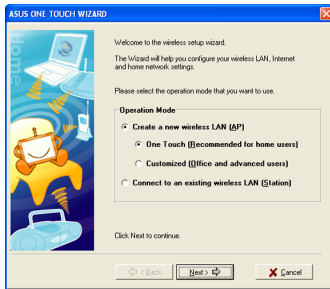 ASUS ONE TOUCH WIZARD
Home
Welcome to the wireless setup wizard.
The Wizard will help you configure your wireless LAN, Internet
and home network settings.
Please select the operation mode that you want to use.
Operation Mode
Create a new wireless LAN (AP)
One Touch (Recommended for home users)
Customized (Office and advanced users)
Connect to an existing wireless LAN (Station)
Click Next to continue.
< Back
Next >
Cancel